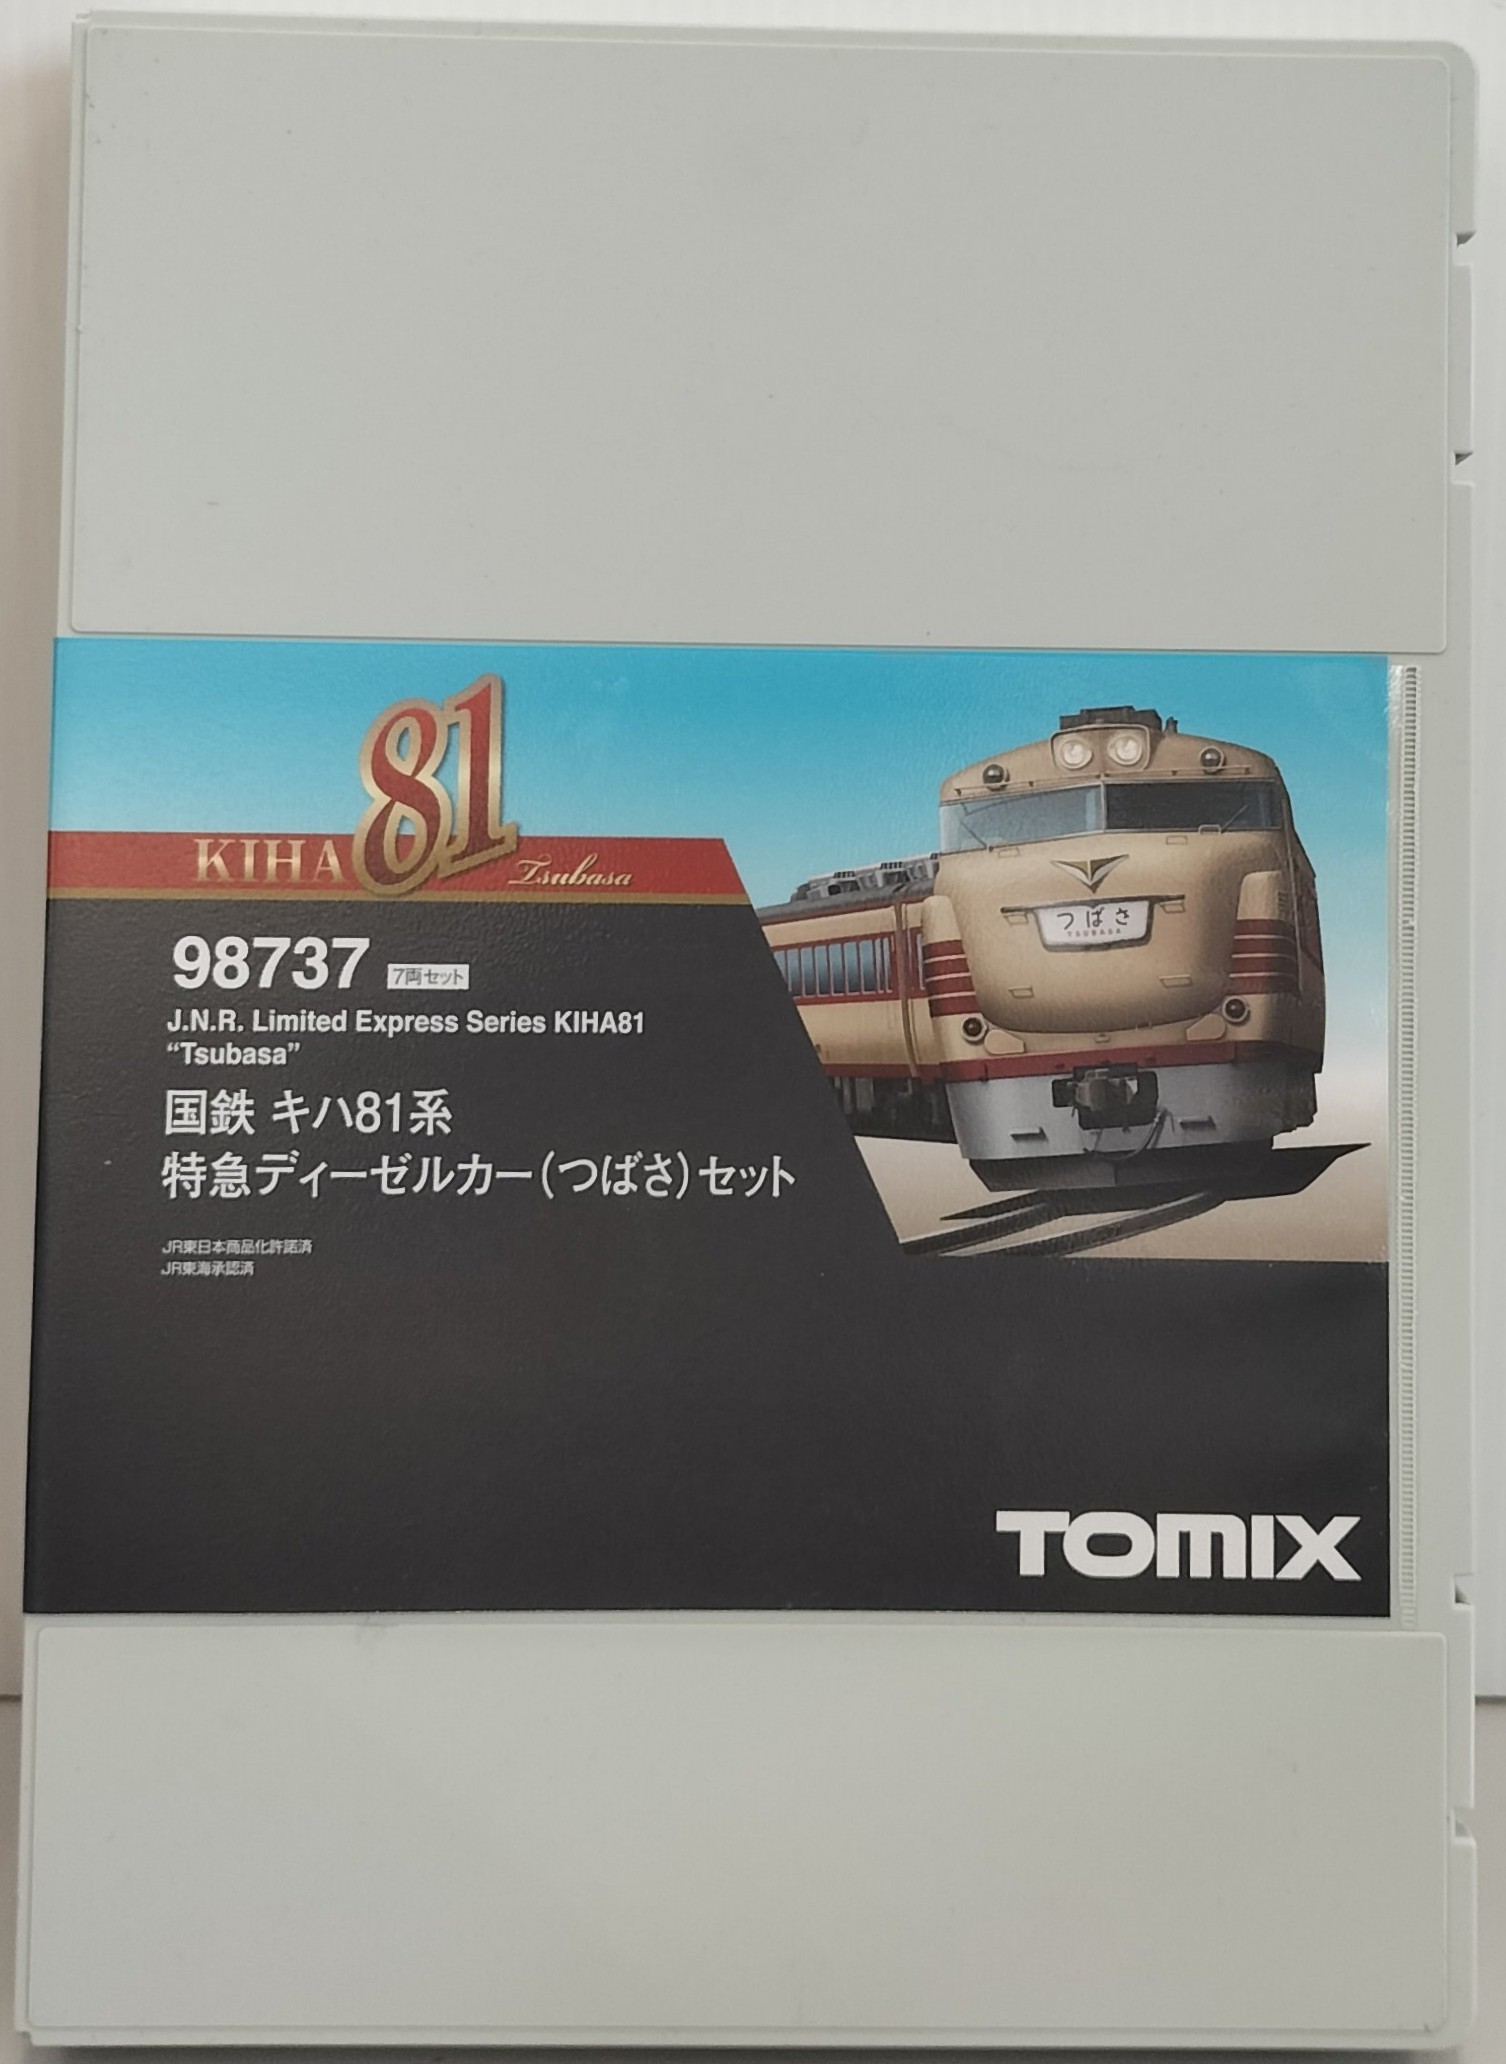 KIHA81 Tsubasa
つばさ
TSUBASA
98737 7両セット
J.N.R. Limited Express Series KIHA81
“Tsubasa”
国鉄 キハ81系
特急ディーゼルカー(つばさ)セット
JR東日本商品化許諾済
JR東海承認済
TOMIX